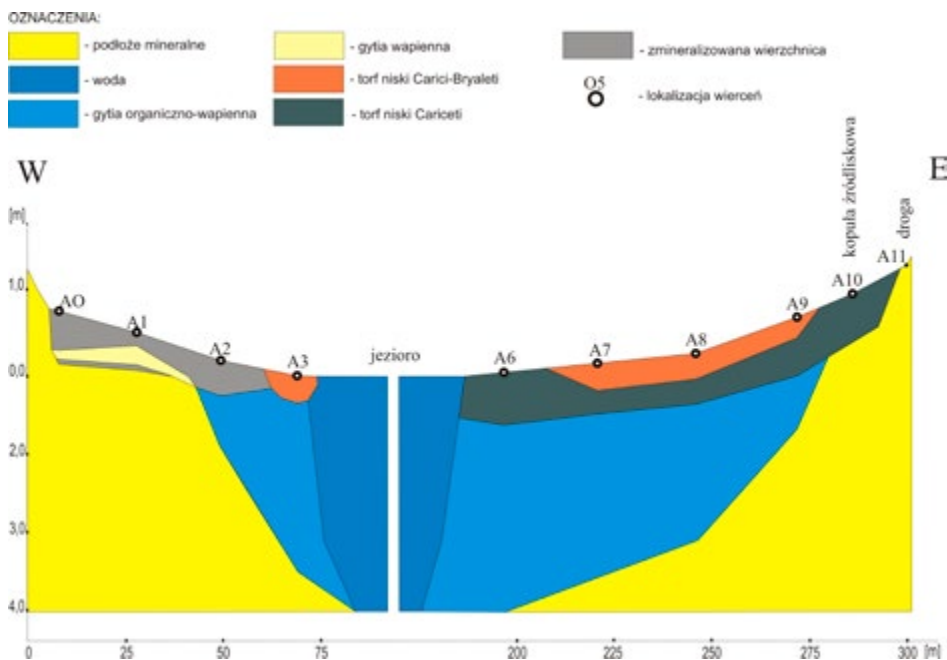 OZNACZENIA:
- podłoże mineralne
- woda
- gytia organiczno-wapienna
- gytia wapienna
- torf niski Carici-Bryaleti
- torf niski Cariceti
- zmineralizowana wierzchnica
O5
- lokalizacja wierceń
W
E
kopuła źródliskowa
droga
[m]
1,0
0,0
2,0
3,0
4,0
AO
A1
A2
A3
jezioro
A6
A7
A8
A9
A10
A11
0
25
50
75
200
225
250
275
300
[m]